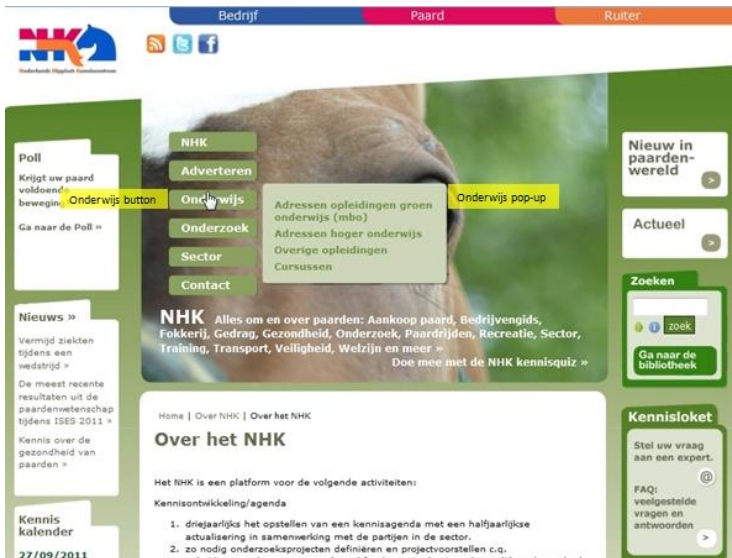 Bedrijf
Paard
Ruiter
NHK
Nederlands Hippisch Kenniscentrum
NHK
Adverteren
Onderwijs
Onderzoek
Sector
Contact
Onderwijs button
Onderwijs pop-up
Adressen opleidingen groen
onderwijs (mbo)
Adressen hoger onderwijs
Overige opleidingen
Cursussen
NHK Alles om en over paarden: Aankoop paard, Bedrijvengids,
Fokkerij, Gedrag, Gezondheid, Onderzoek, Paardrijden, Recreatie, Sector,
Training, Transport, Veiligheid, Welzijn en meer »
Doe mee met de NHK kennisquiz »
Poll
Krijgt uw paard
voldoende
beweging
Ga naar de Poll »
Nieuws »
Vermijd ziekten
tijdens een
wedstrijd »
De meest recente
resultaten uit de
paardenwetenschap
tijdens ISES 2011 »
Kennis over de
gezondheid van
paarden »
Kennis
kalender
27/09/2011
Home | Over NHK | Over het NHK
Over het NHK
Het NHK is een platform voor de volgende activiteiten:
Kennisontwikkeling/agenda
1. driejaarlijks het opstellen van een kennisagenda met een halfjaarlijkse
actualisering in samenwerking met de partijen in de sector.
2. zo nodig onderzoeksprojecten definiëren en projectvoorstellen c.q.
Nieuw in
paarden-
wereld
>
Actueel
>
Zoeken
zoek
Ga naar de
bibliotheek
Kennisloket
Stel uw vraag
aan een expert.
@
FAQ:
veelgestelde
vragen en
antwoorden
>